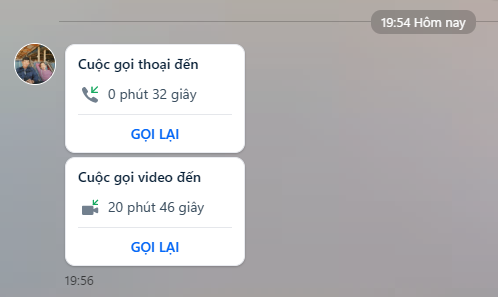 19:54 Hôm nay
Cuộc gọi thoại đến
0 phút 32 giây
GỌI LẠI
Cuộc gọi video đến
20 phút 46 giây
GỌI LẠI
19:56